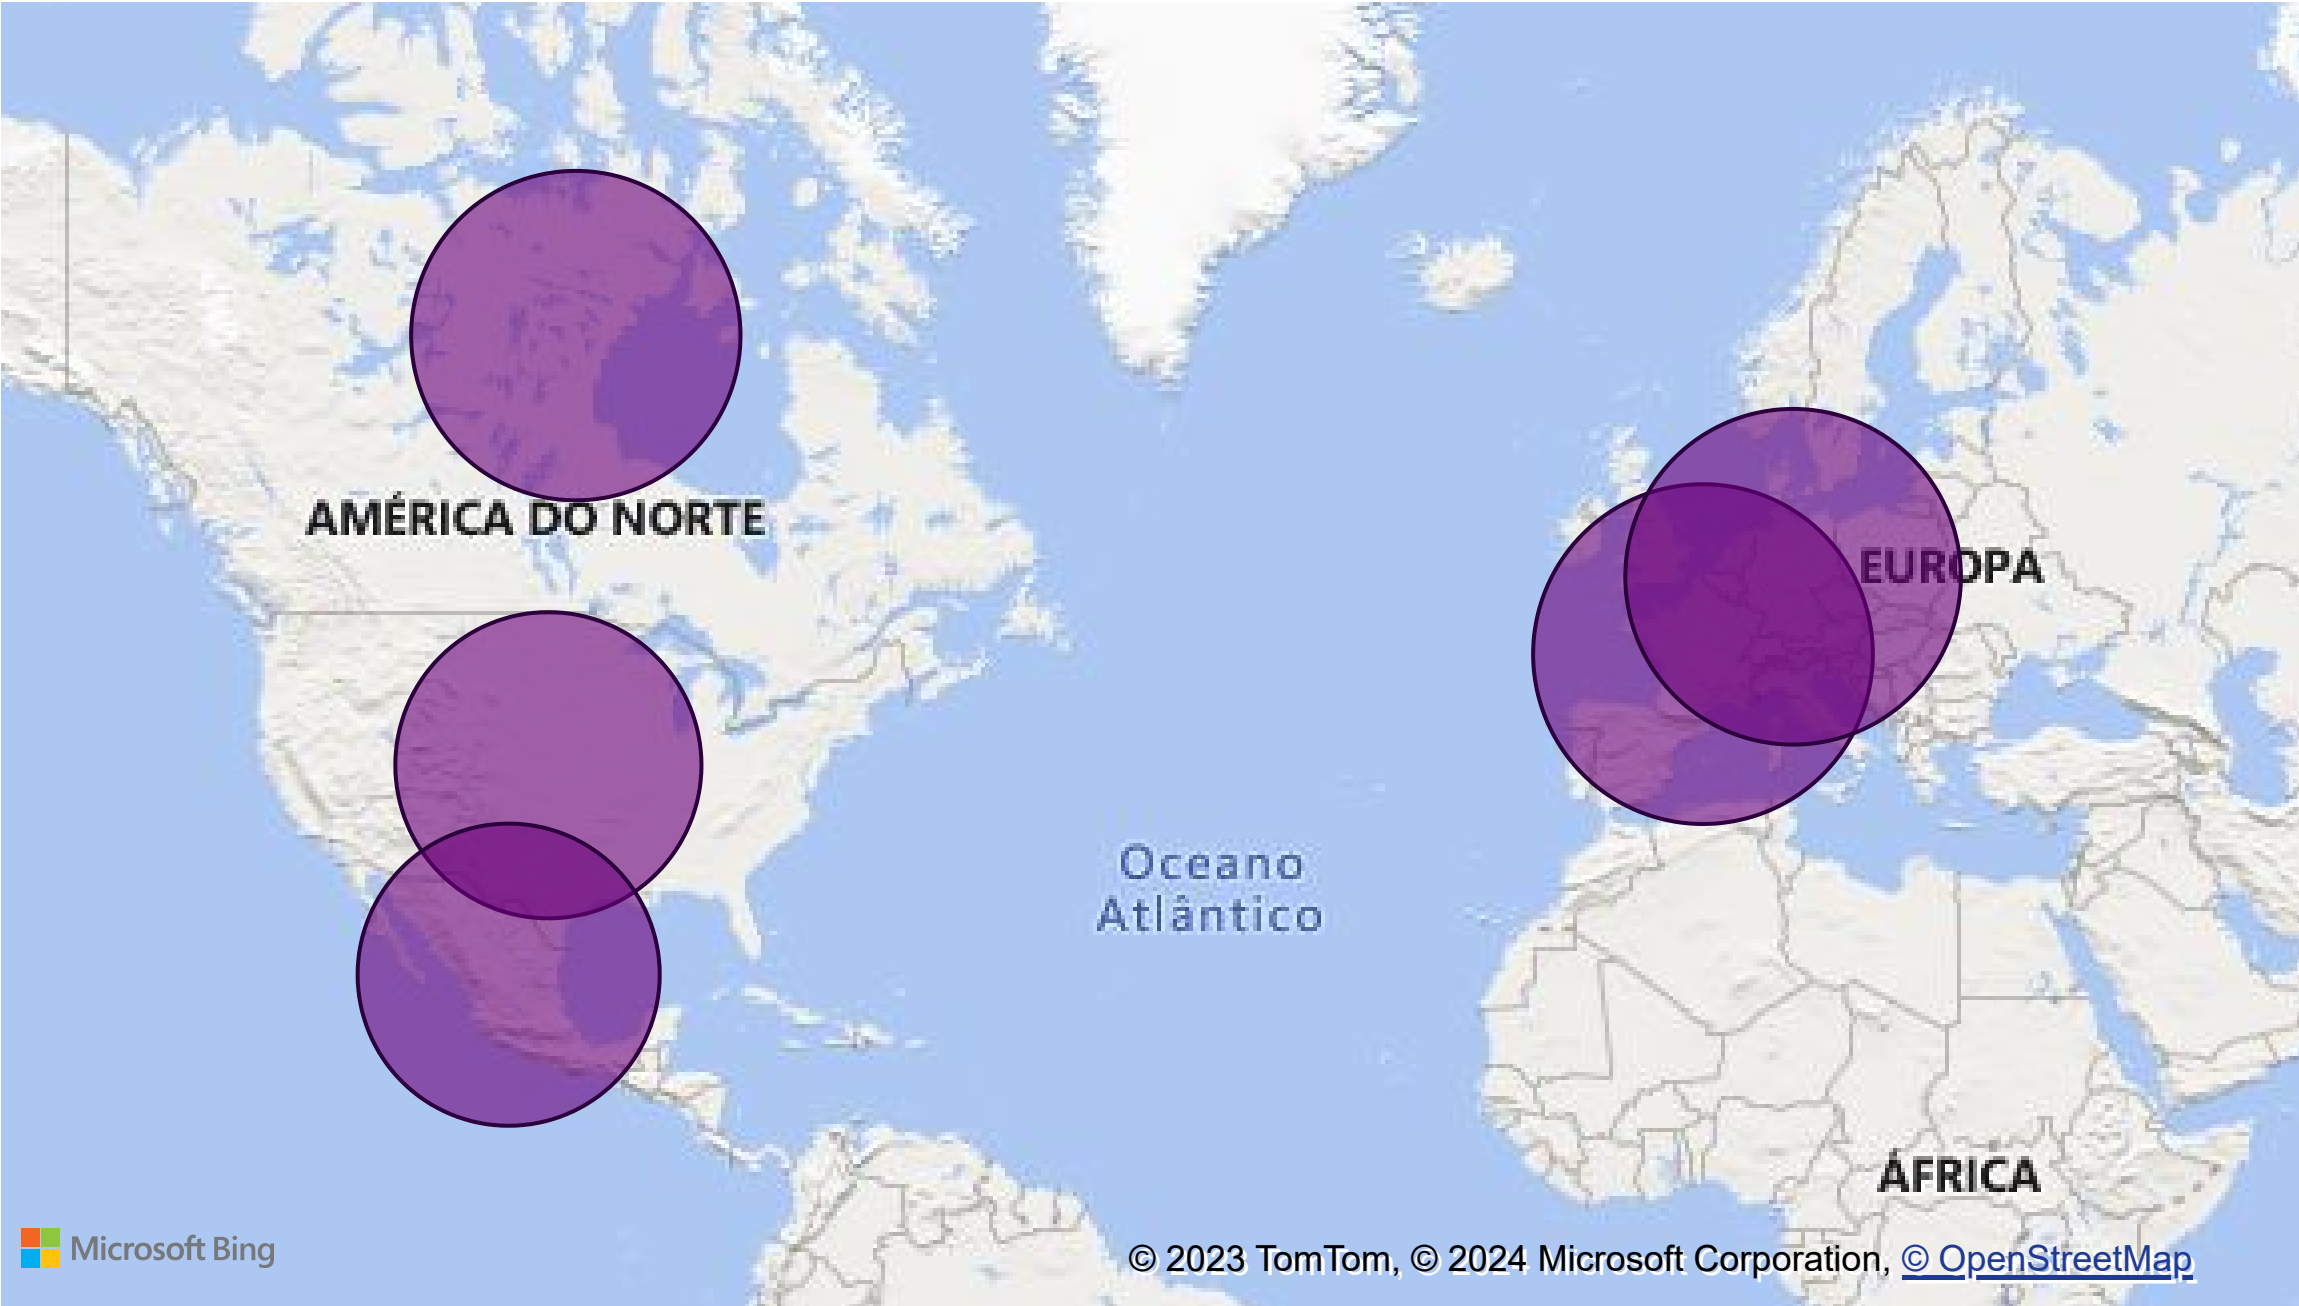 AMÉRICA DO NORTE
EUROPA
Oceano
Atlântico
ÁFRICA
Microsoft Bing
© 2023 TomTom, © 2024 Microsoft Corporation, © OpenStreetMap